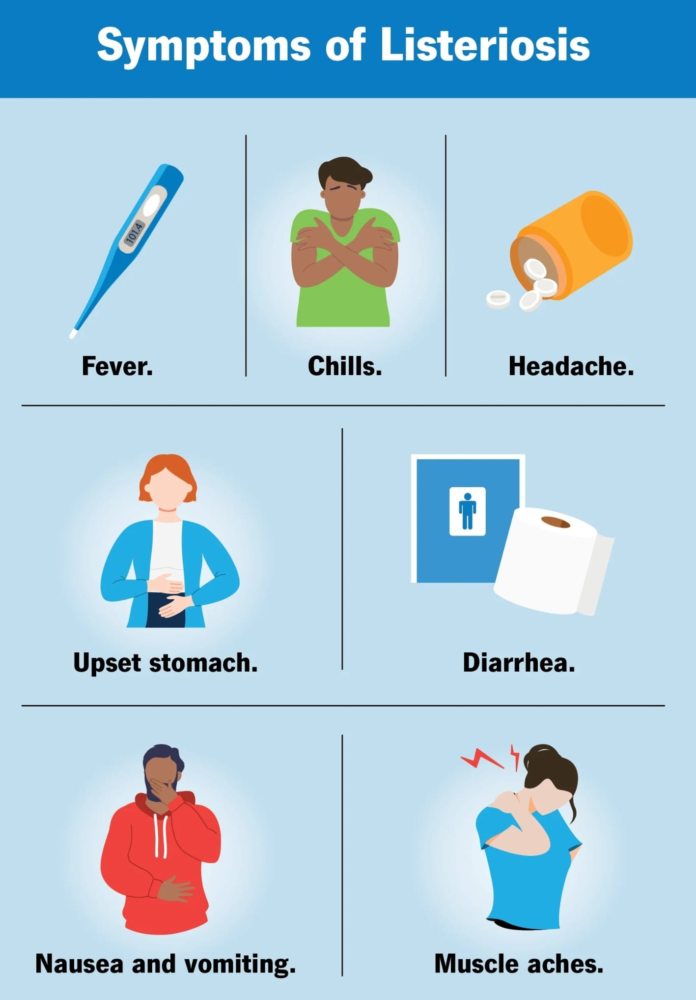 Symptoms of Listeriosis
101.4
Fever.
Chills.
Headache.
Upset stomach.
Diarrhea.
Nausea and vomiting.
Muscle aches.